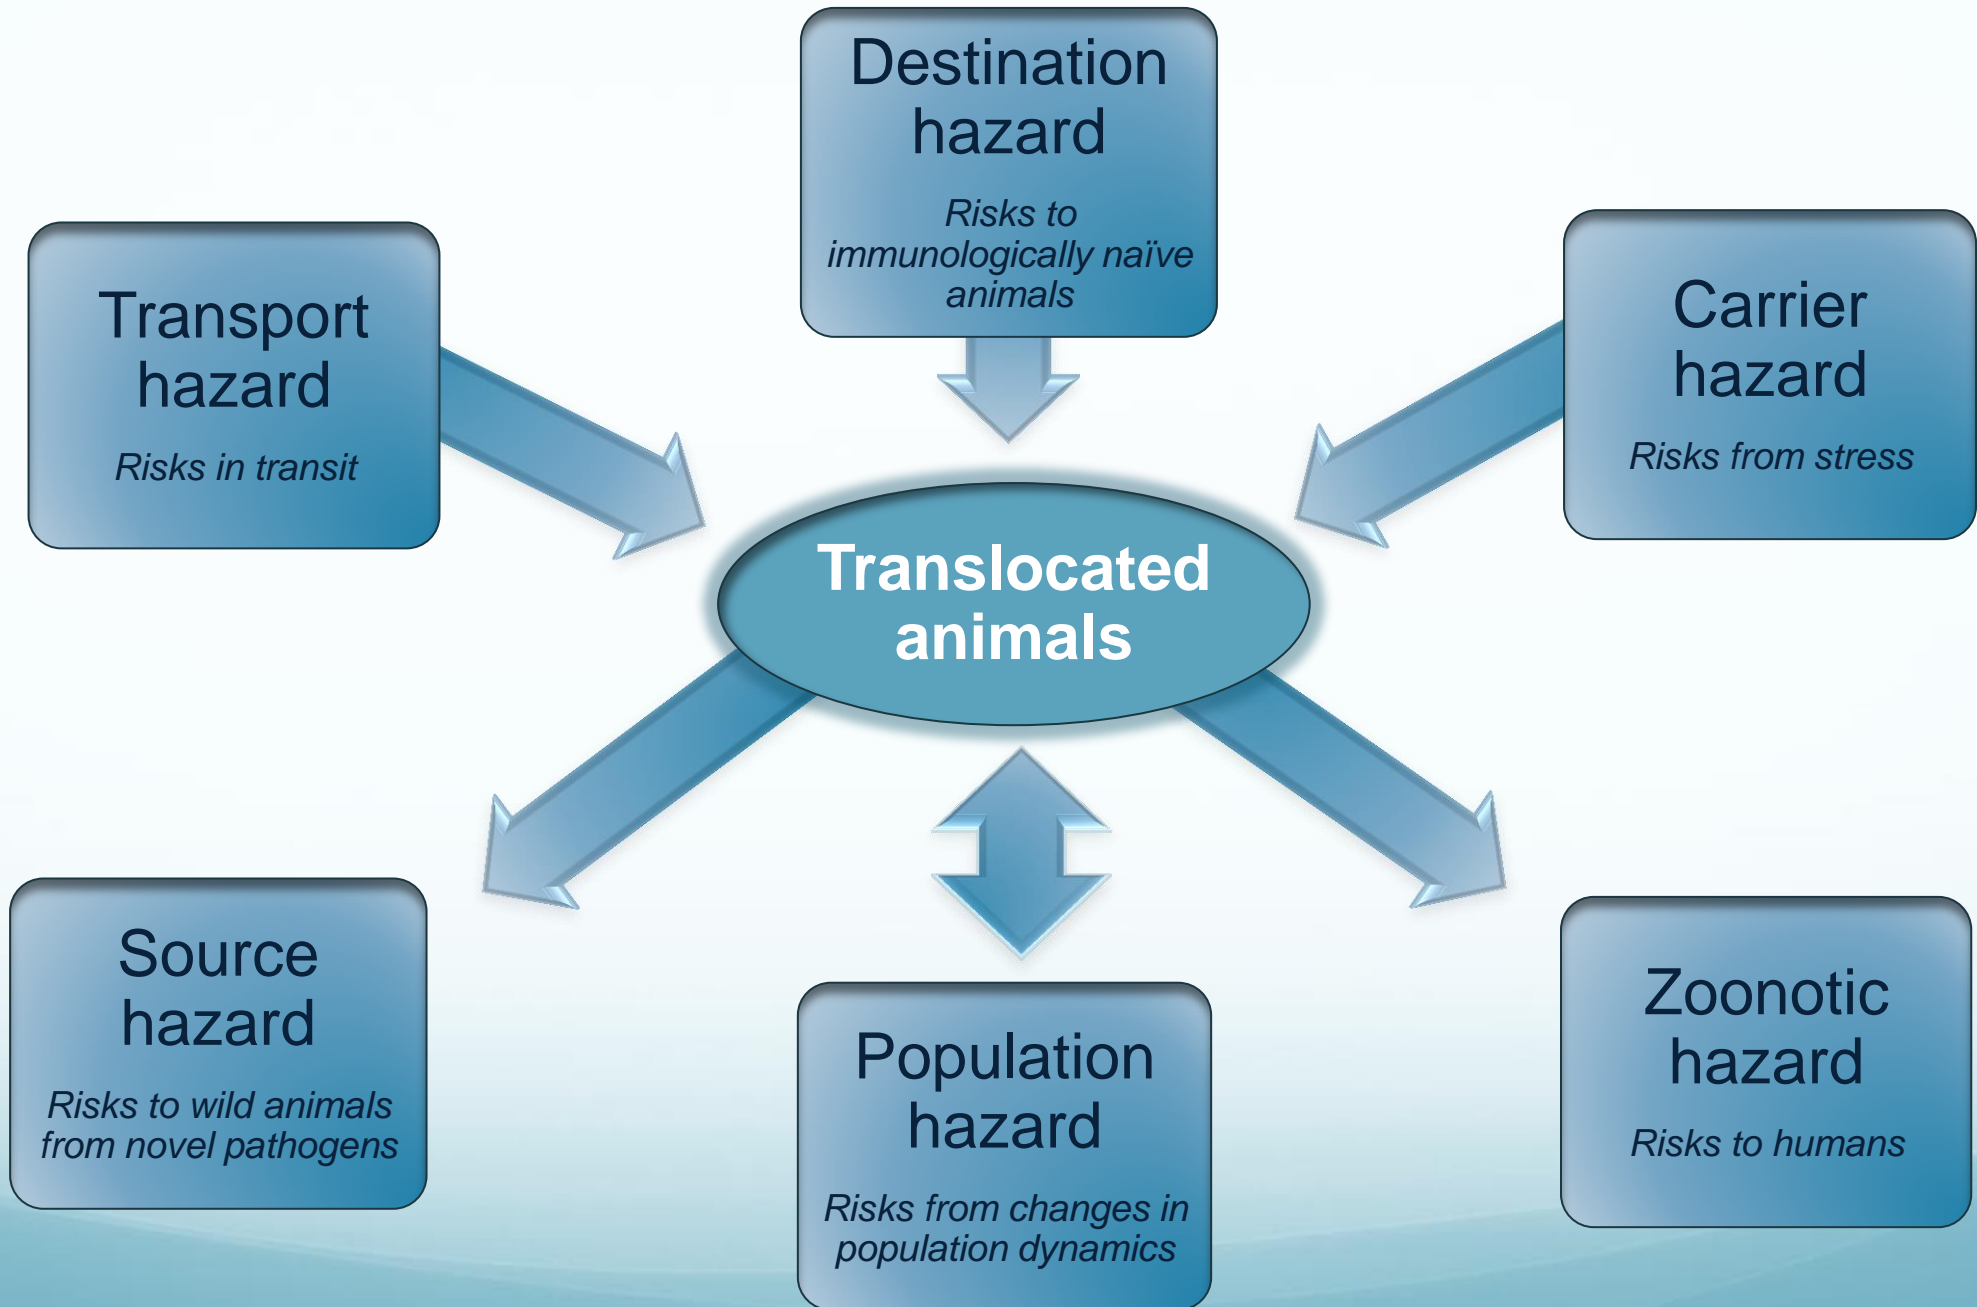 Destination
hazard
Risks to
immunologically naïve
animals
Transport
hazard
Risks in transit
Carrier
hazard
Risks from stress
Translocated
animals
Source
hazard
Risks to wild animals
from novel pathogens
Population
hazard
Risks from changes in
population dynamics
Zoonotic
hazard
Risks to humans